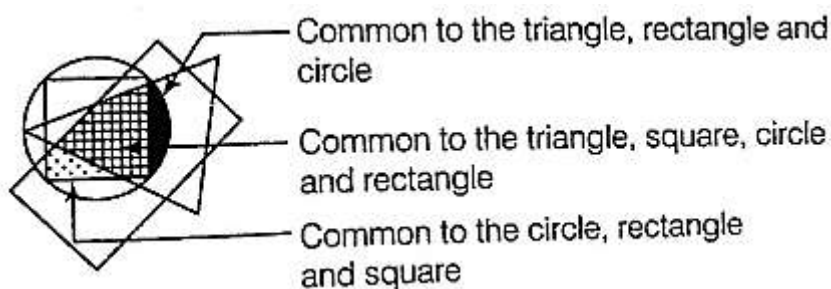 Common to the triangle, rectangle and
circle
Common to the triangle, square, circle
and rectangle
Common to the circle, rectangle
and square